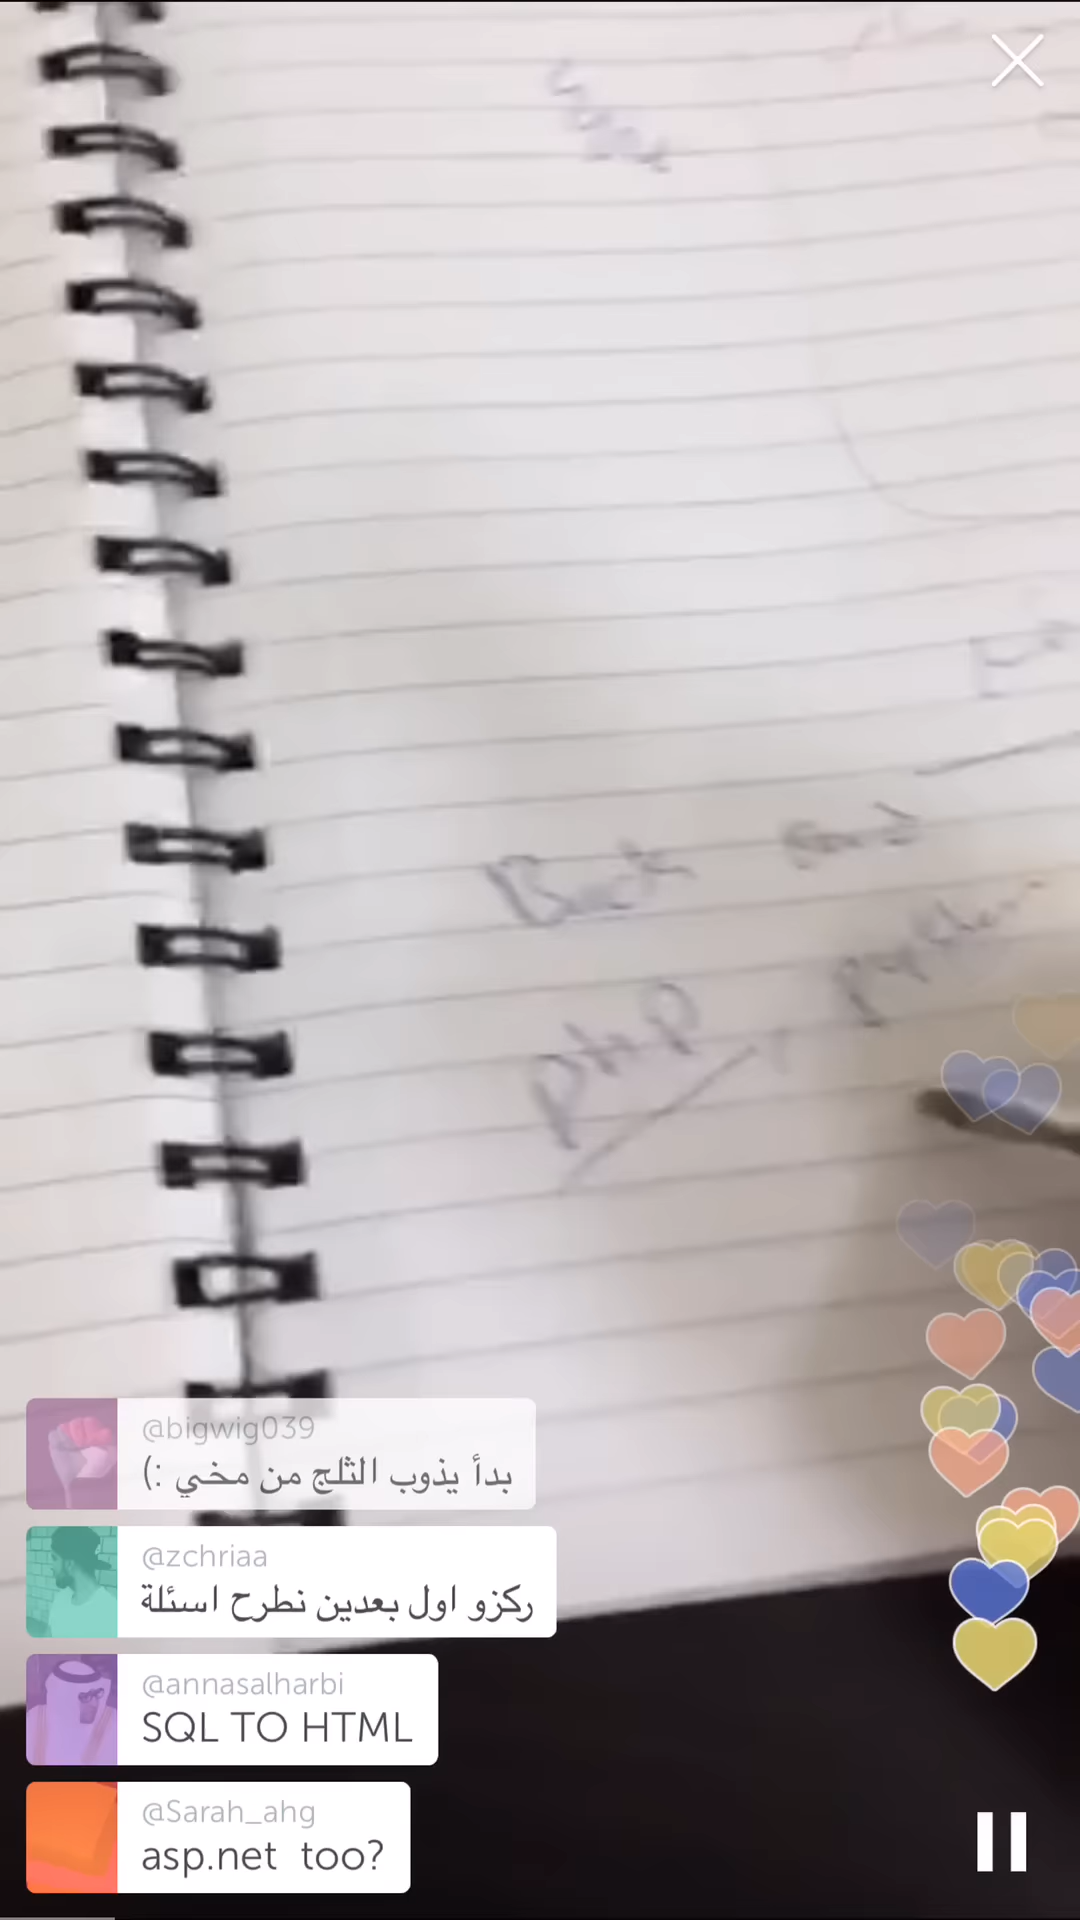 Back end
PHP, python
@bigwig039
بدأ يذوب الثلج من مخي :)
@zchriaa
ركزو اول بعدين نطرح اسئلة
@annasalharbi
SQL TO HTML
@Sarah_ahg
asp.net too?